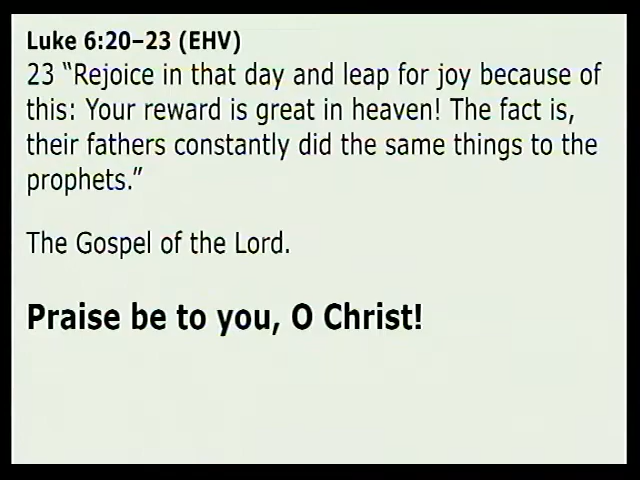 Luke 6:20–23 (EHV)
23 “Rejoice in that day and leap for joy because of
this: Your reward is great in heaven! The fact is,
their fathers constantly did the same things to the
prophets.”
The Gospel of the Lord.
Praise be to you, O Christ!